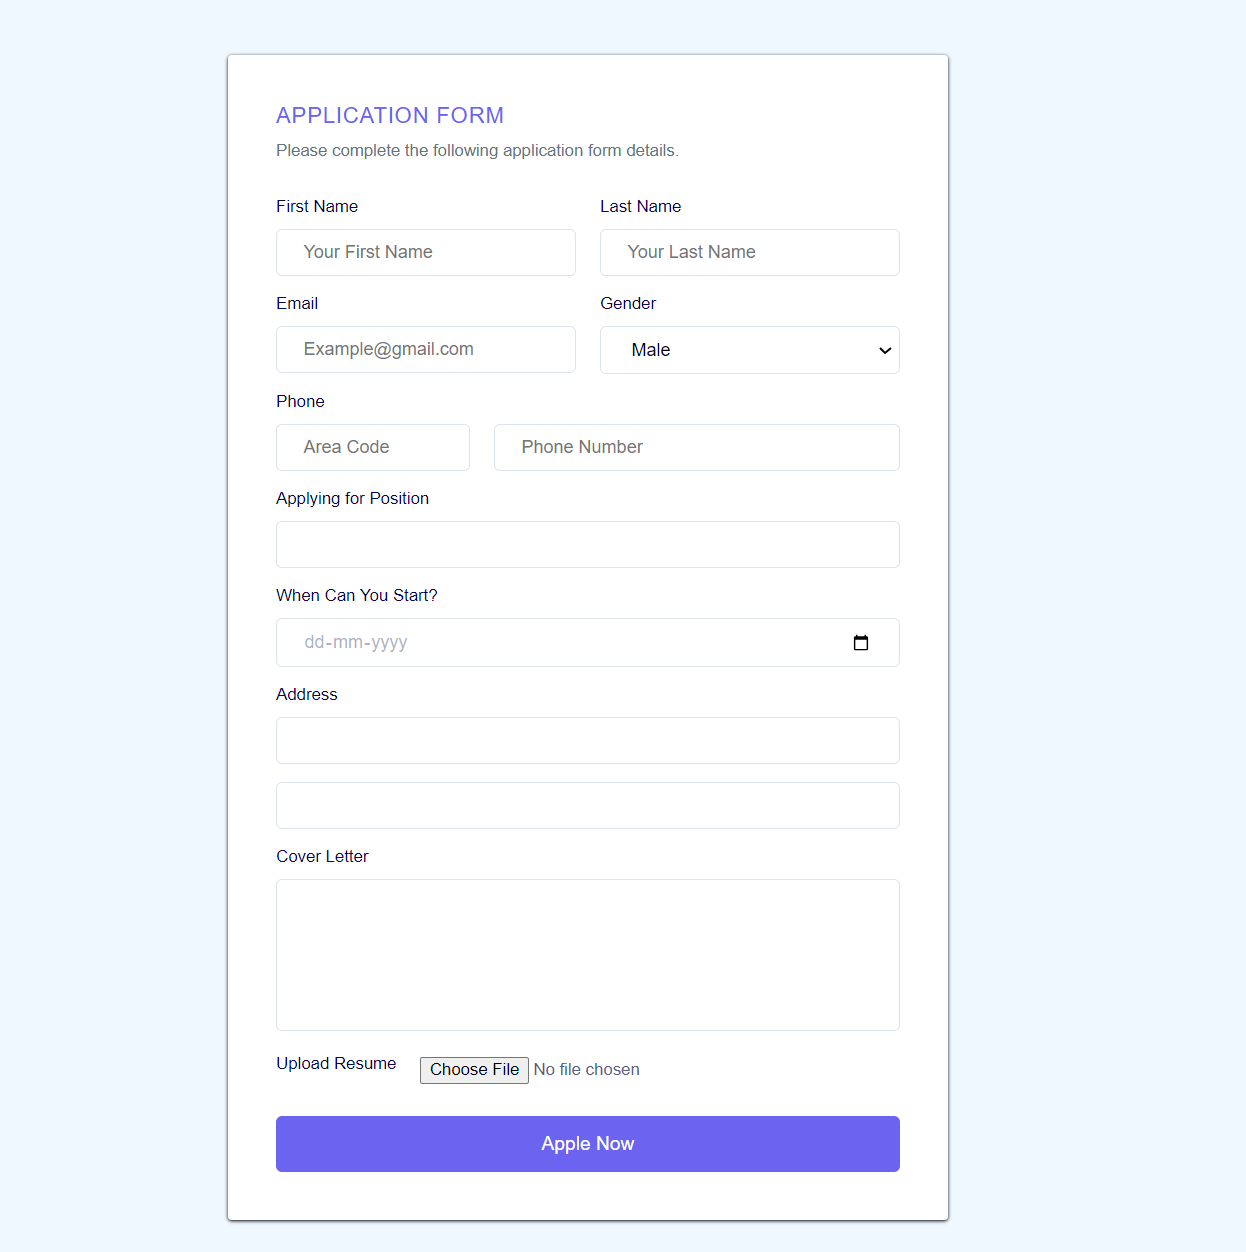 APPLICATION FORM
Please complete the following application form details.
First Name Last Name
Your First Name Your Last Name
Email Gender
Example@gmail.com Male
Phone
Area Code Phone Number
Applying for Position
When Can You Start?
dd-mm-yyyy
Address
Cover Letter
Upload Resume Choose File No file chosen
Apple Now